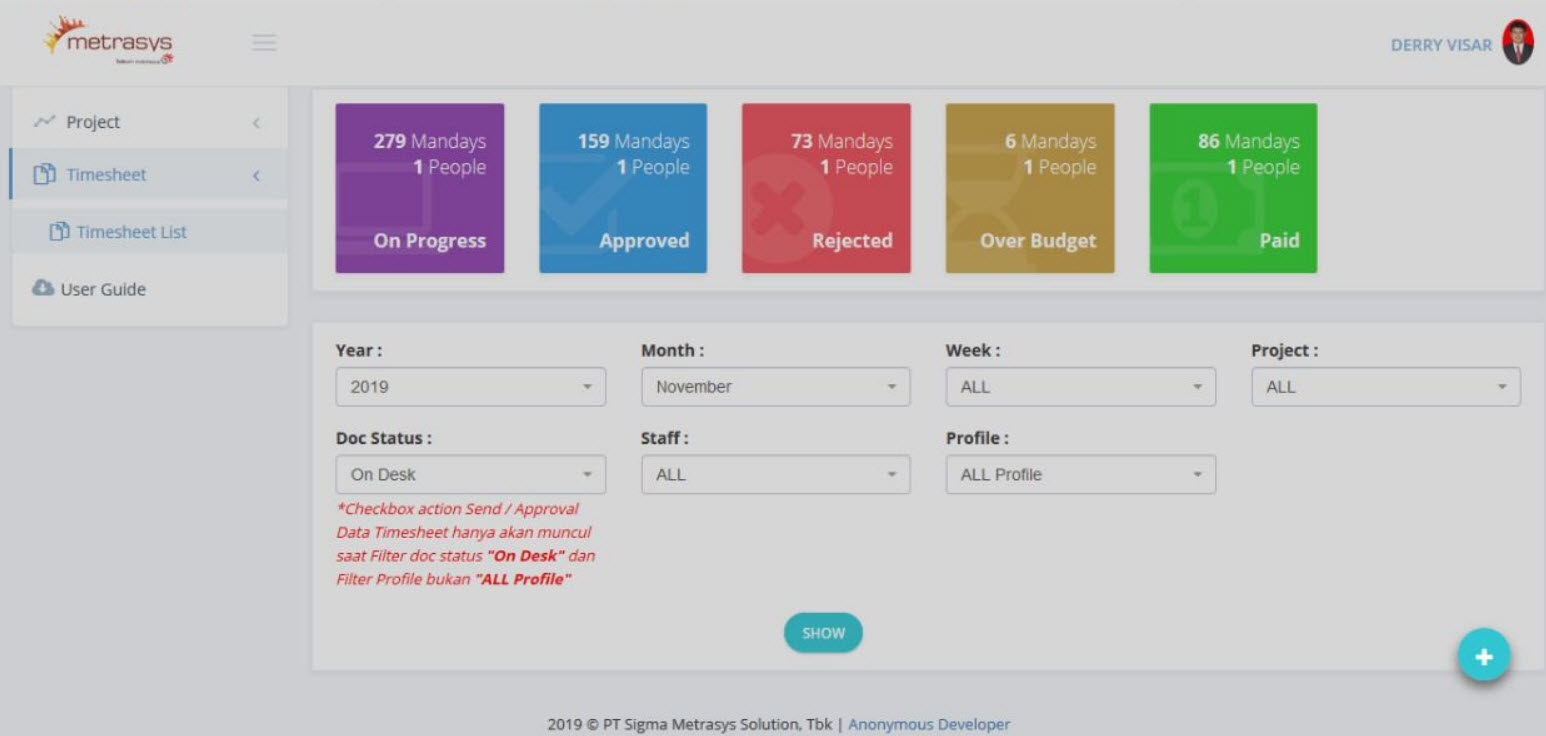 metrasys
DERRY VISAR
Project
Timesheet
Timesheet List
User Guide
279 Mandays
1 People
On Progress
159 Mandays
1 People
Approved
73 Mandays
1 People
Rejected
6 Mandays
1 People
Over Budget
86 Mandays
1 People
1
Paid
Year :
2019
Month :
November
Week :
ALL
Project :
ALL
Doc Status :
On Desk
Staff :
ALL
Profile :
ALL Profile
*Checkbox action Send / Approval
Data Timesheet hanya akan muncul
saat Filter doc status "On Desk" dan
Filter Profile bukan "ALL Profile"
SHOW
2019 © PT Sigma Metrasys Solution, Tbk | Anonymous Developer